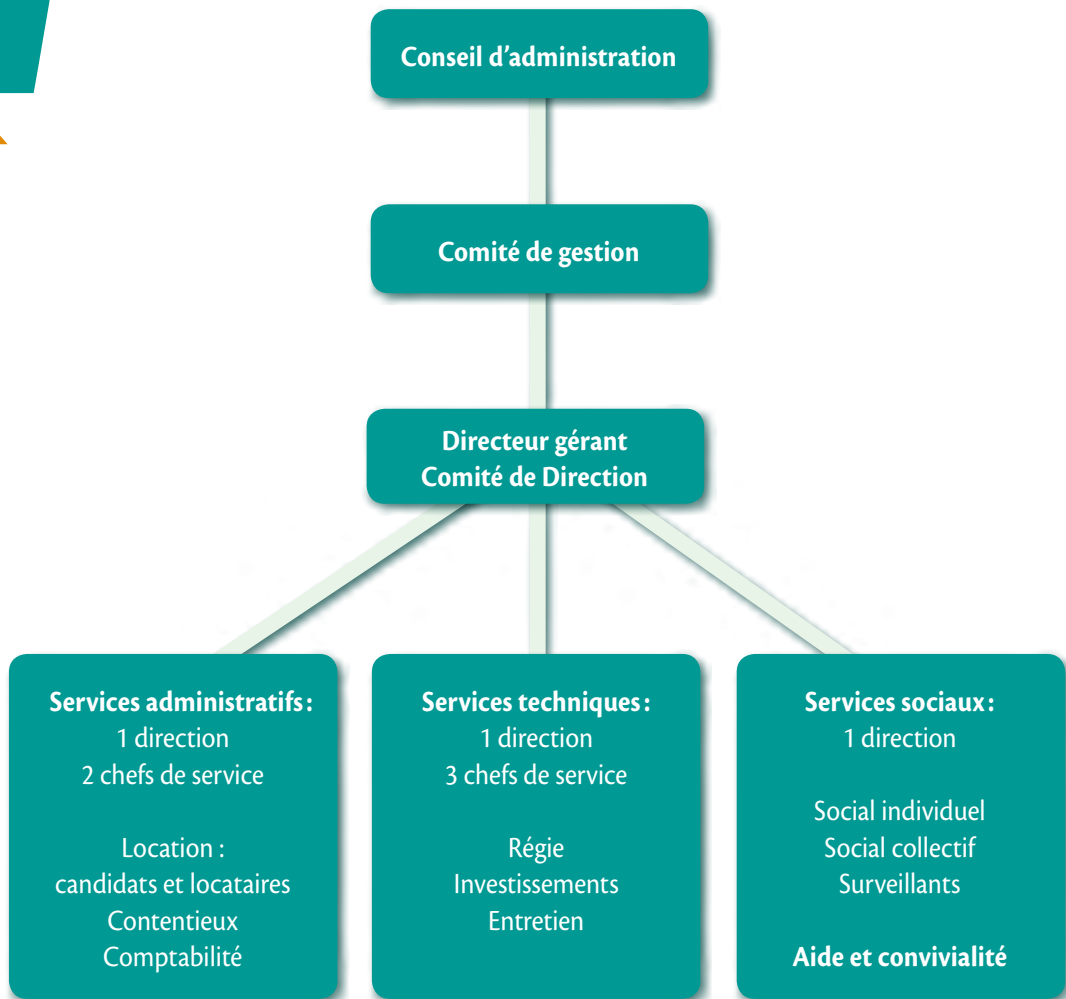 Conseil d'administration
Comité de gestion
Directeur gérant
Comité de Direction
Services administratifs :
1 direction
2 chefs de service
Location :
candidats et locataires
Contentieux
Comptabilité
Services techniques :
1 direction
3 chefs de service
Régie
Investissements
Entretien
Services sociaux :
1 direction
Social individuel
Social collectif
Surveillants
Aide et convivialité